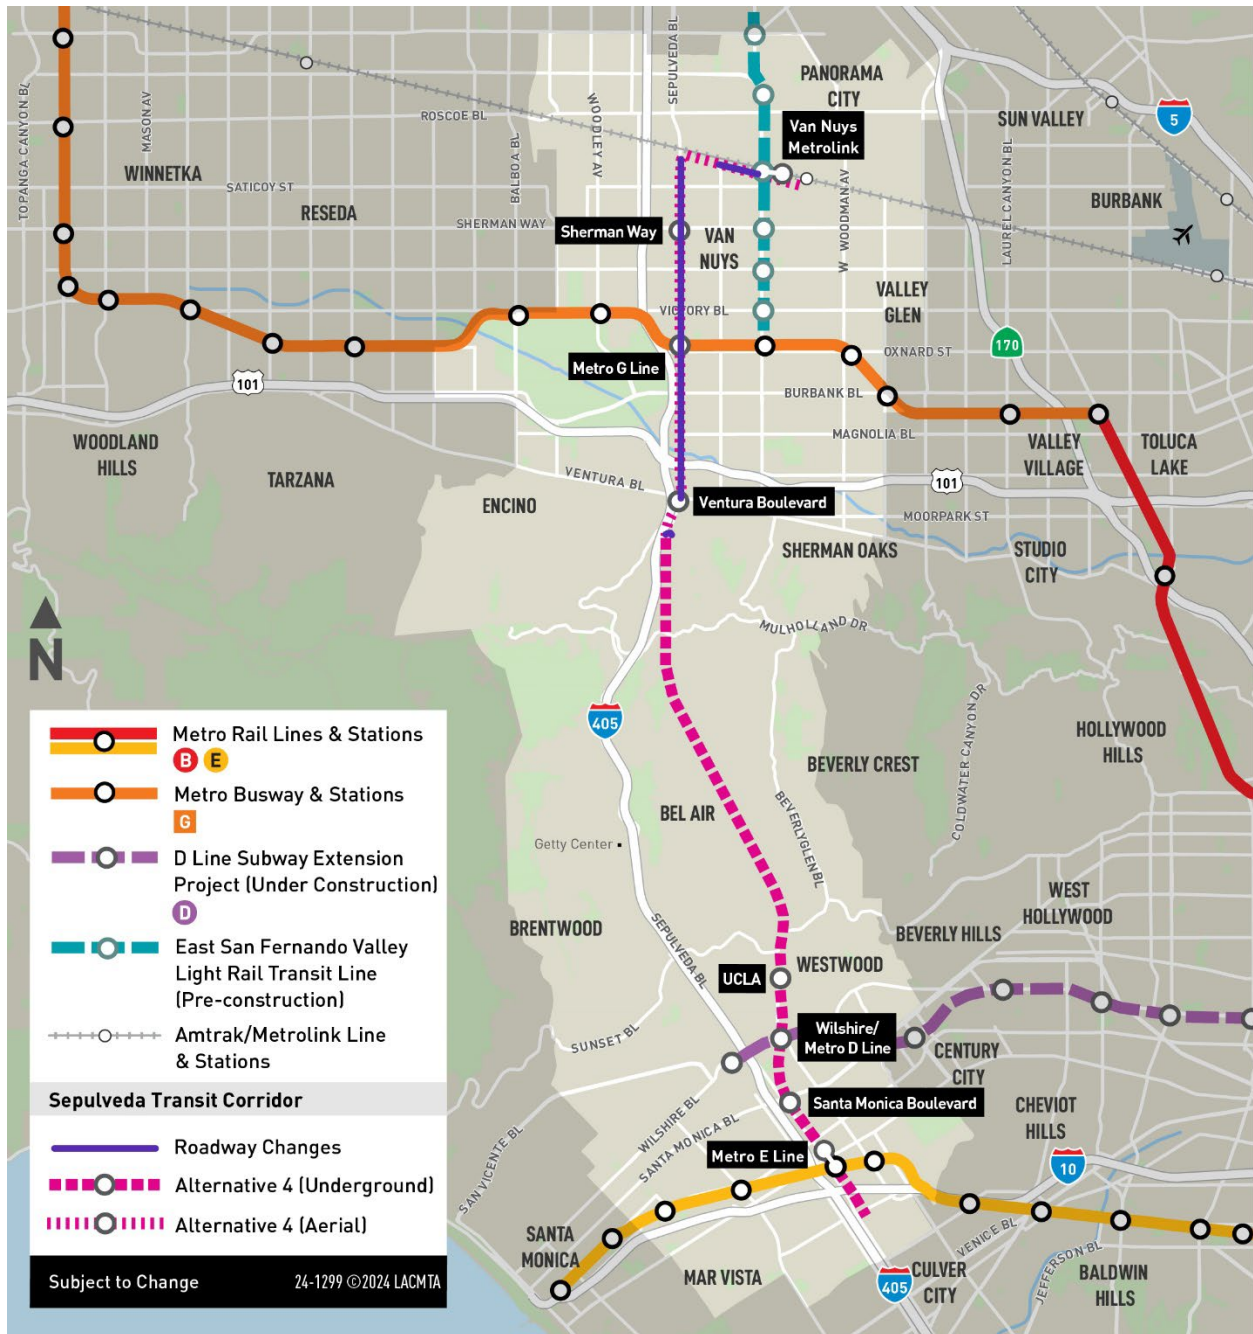 TOPANGA CANYON BL
MASON AV
WINNETKA
SATICOY ST
RESEDA
ROSCOE BL
BALBOA BL
SHERMAN WAY
WOODLEY AV
SEPULVEDA BL
PANORAMA
CITY
Van Nuys
Metrolink
SUN VALLEY
5
LAUREL CANYON BL
BURBANK
W WOODMAN AV
Sherman Way
VAN
NUYS
VICTORY BL
VALLEY
GLEN
OXNARD ST
170
Metro G Line
BURBANK BL
MAGNOLIA BL
101
WOODLAND
HILLS
TARZANA
ENCINO
VENTURA BL
Ventura Boulevard
VALLEY
VILLAGE
TOLUCA
LAKE
101
MOORPARK ST
SHERMAN OAKS
STUDIO
CITY
MULHOLLAND DR
N
405
COLDWATER CANYON DR
HOLLYWOOD
HILLS
BEVERLY CREST
BEL AIR
BEVERLYGLEN BL
Getty Center
BRENTWOOD
SEPULVEDA BL
WEST
HOLLYWOOD
BEVERLY HILLS
UCLA
WESTWOOD
SUNSET BL
Wilshire/
Metro D Line
CENTURY
CITY
WILSHIRE BL
SANTA MONICA BL
Santa Monica Boulevard
CHEVIOT
HILLS
SAN VICENTE BL
Metro E Line
10
SANTA
MONICA
MAR VISTA
405
CULVER
CITY
VENICE BL
JEFFERSON BL
BALDWIN
HILLS
Metro Rail Lines & Stations
B E
Metro Busway & Stations
G
D Line Subway Extension
Project (Under Construction)
D
East San Fernando Valley
Light Rail Transit Line
(Pre-construction)
Amtrak/Metrolink Line
& Stations
Sepulveda Transit Corridor
Roadway Changes
Alternative 4 (Underground)
Alternative 4 (Aerial)
Subject to Change 24-1299 ©2024 LACMTA